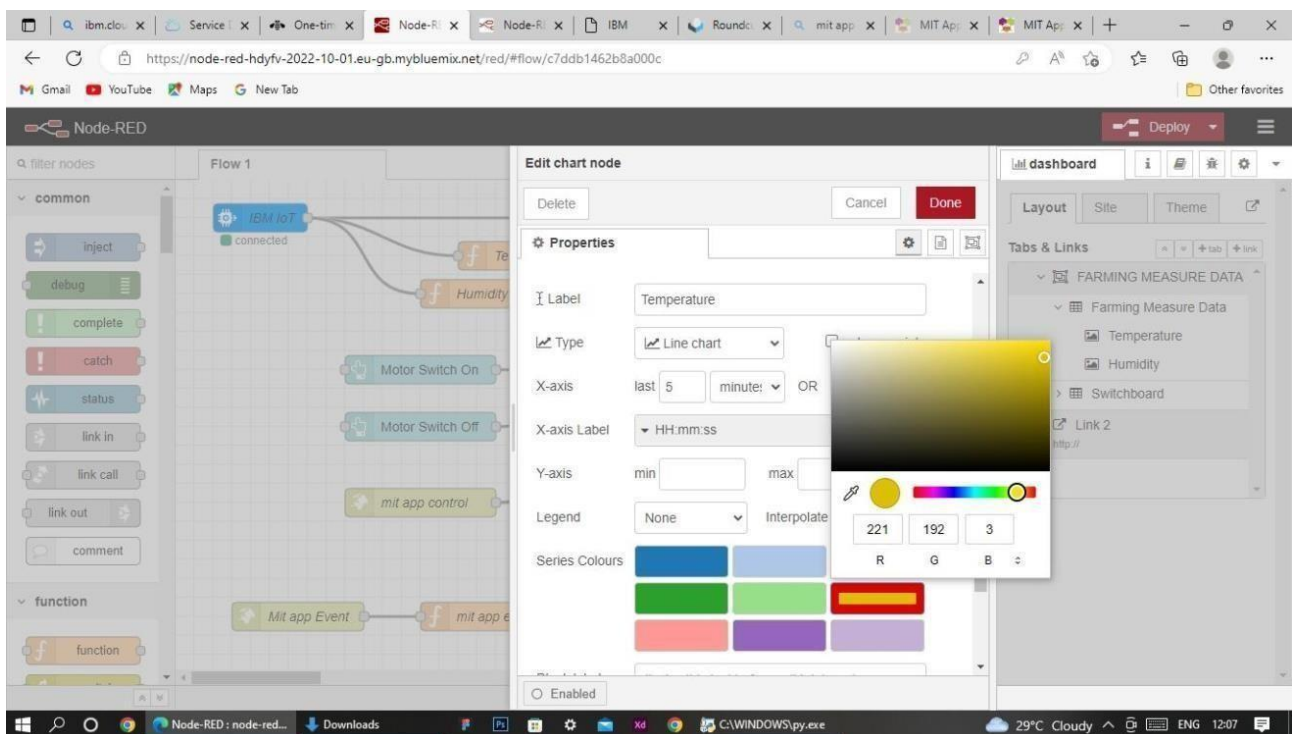 ibm.clou
Service
One-tim
Node-R
Node-R
IBM
Roundc
mit app
MIT App
MIT App
https://node-red-hdyfv-2022-10-01.eu-gb.mybluemix.net/red/#flow/c7ddb1462b8a000c
Gmail YouTube Maps New Tab Other favorites
Node-RED Deploy
filter nodes
common
inject
debug
complete
catch
status
link in
link call
link out
comment
function
function
Flow 1
IBM IoT
connected
Te
Humidity
Motor Switch On
Motor Switch Off
mit app control
Mit app Event
mit app e
Edit chart node
Delete Cancel Done
Properties
Label Temperature
Type Line chart
X-axis last 5 minutes OR
X-axis Label HH:mm:ss
Y-axis min max
Legend None Interpolate
Series Colours
221 192 3
R G B
Enabled
dashboard
Layout Site Theme
Tabs & Links +tab +link
FARMING MEASURE DATA
Farming Measure Data
Temperature
Humidity
Switchboard
Link 2
http://
Node-RED : node-red... Downloads Ps Xd C:\WINDOWS\py.exe 29°C Cloudy ENG 12:07